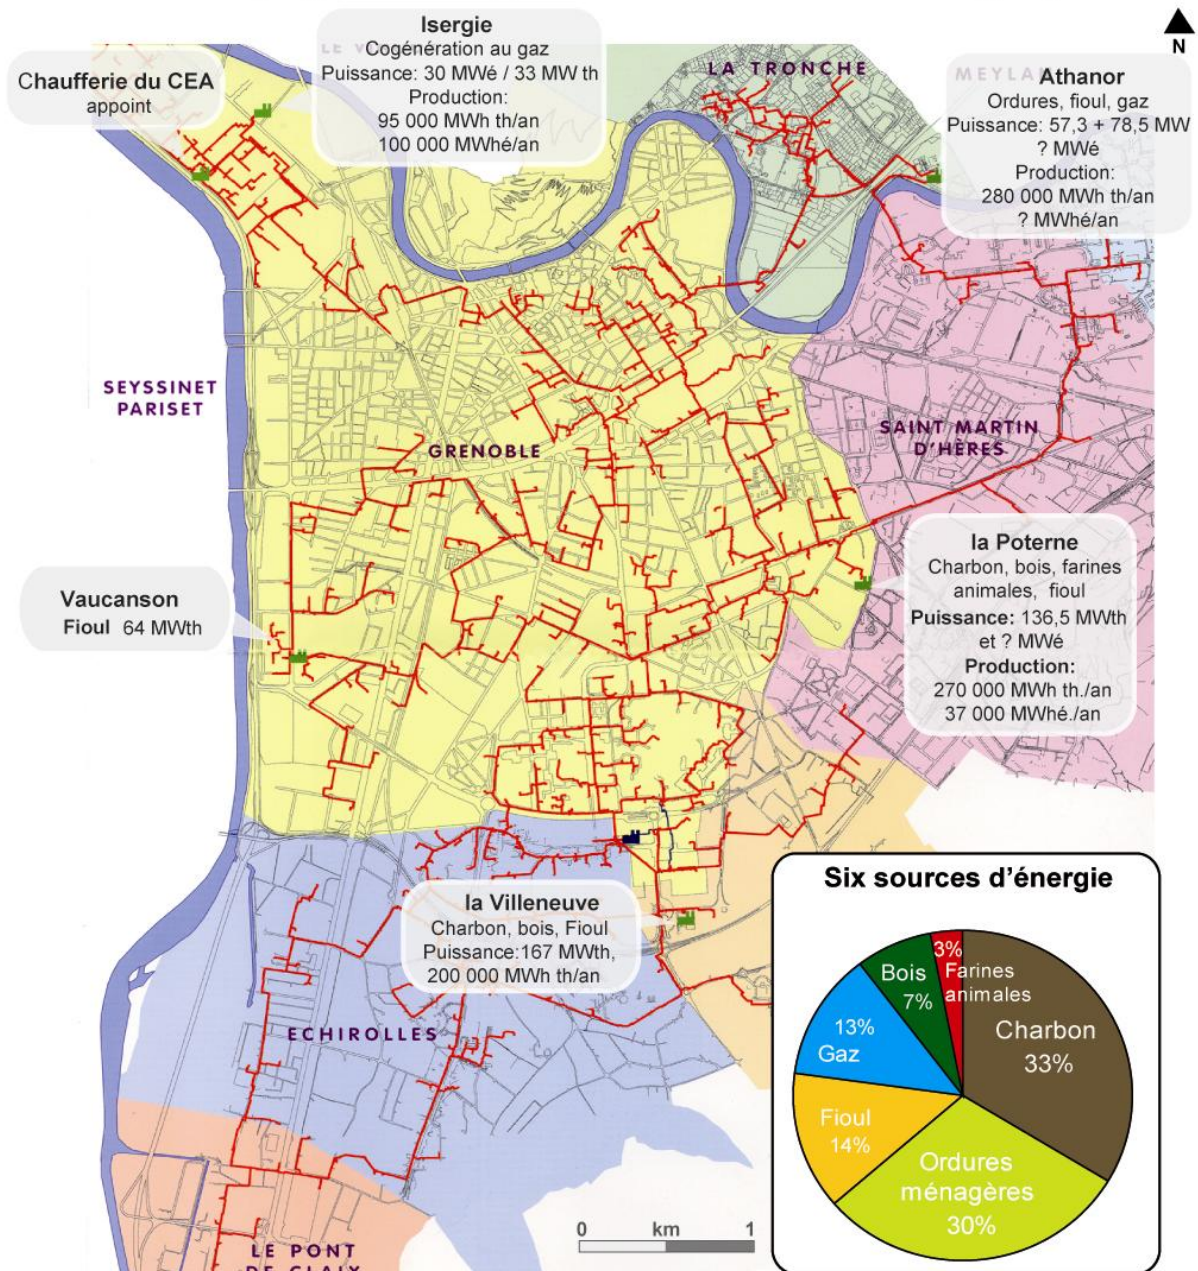 Isergie
Cogénération au gaz
Puissance: 30 MWé / 33 MW th
Production:
95 000 MWh th/an
100 000 MWhé/an
Chaufferie du CEA
appoint
LA TRONCHE
MEYLAN
N
Athanor
Ordures, fioul, gaz
Puissance: 57,3 + 78,5 MW
? MWé
Production:
280 000 MWh th/an
? MWhé/an
SEYSSINET
PARISET
GRENOBLE
SAINT MARTIN
D'HÈRES
la Poterne
Charbon, bois, farines
animales, fioul
Puissance: 136,5 MWth
et ? MWé
Production:
270 000 MWh th./an
37 000 MWhé./an
Vaucanson
Fioul 64 MWth
la Villeneuve
Charbon, bois, Fioul
Puissance:167 MWth,
200 000 MWh th/an
ECHIROLLES
LE PONT
DE CLAIX
0 km 1
Six sources d'énergie
3%
Farines
animales
Bois
7%
Charbon
33%
13%
Gaz
Fioul
14%
Ordures
ménagères
30%